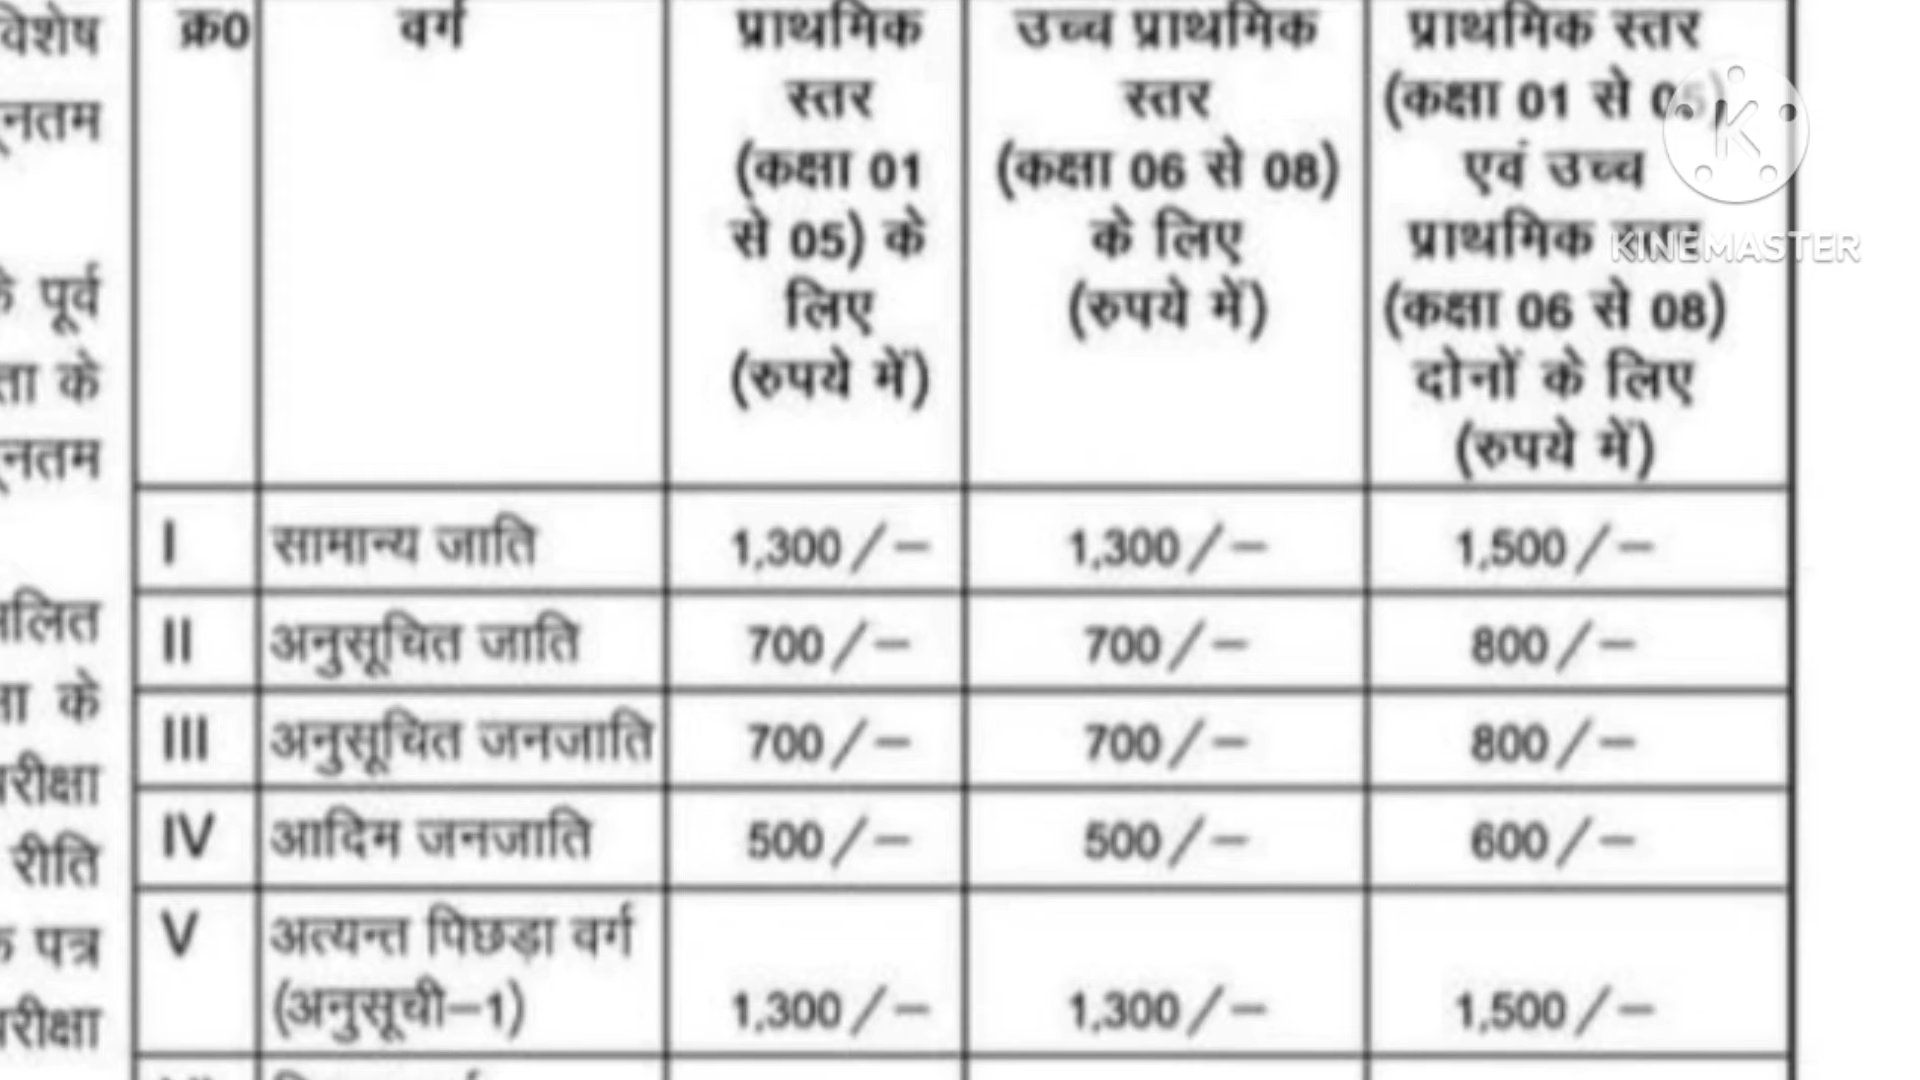 विशेष
नतम
के पूर्व
ता के
नतम
के
रीक्षा
रीति
पत्र
रीक्षा
क्र0 वर्ग प्राथमिक स्तर (कक्षा 01 से 05) के लिए (रुपये में) उच्च प्राथमिक स्तर (कक्षा 06 से 08) के लिए (रुपये में) प्राथमिक स्तर (कक्षा 01 से 05) एवं उच्च प्राथमिक स्तर (कक्षा 06 से 08) दोनों के लिए (रुपये में)
I सामान्य जाति 1,300/– 1,300/– 1,500/–
II अनुसूचित जाति 700/– 700/– 800/–
III अनुसूचित जनजाति 700/– 700/– 800/–
IV आदिम जनजाति 500/– 500/– 600/–
V अत्यन्त पिछड़ा वर्ग
(अनुसूची–1) 1,300/– 1,300/– 1,500/–
KINEMASTER